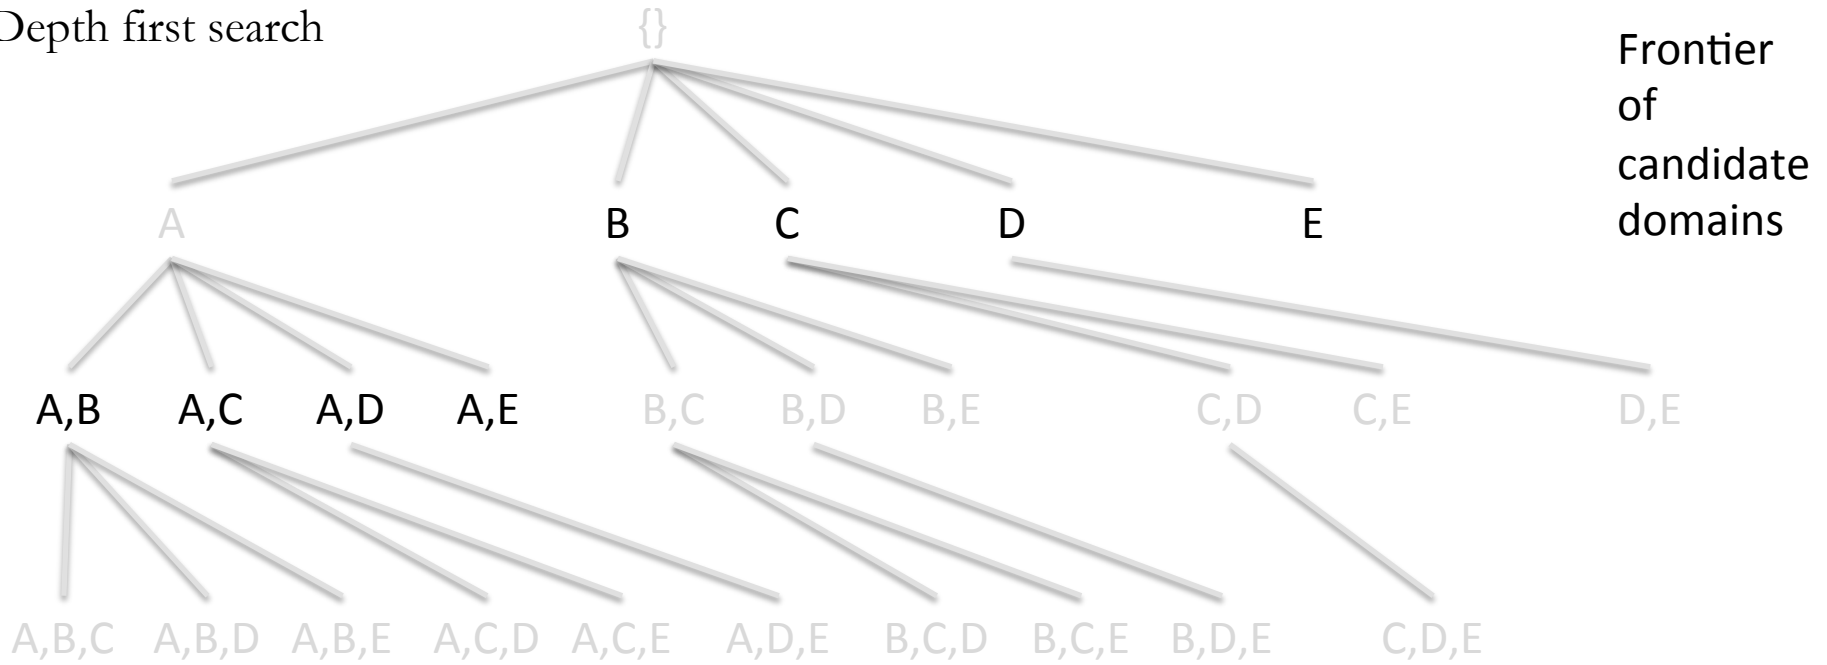 Depth first search
{}
Frontier
of
candidate
domains
A B C D E
A,B A,C A,D A,E B,C B,D B,E C,D C,E D,E
A,B,C A,B,D A,B,E A,C,D A,C,E A,D,E B,C,D B,C,E B,D,E C,D,E